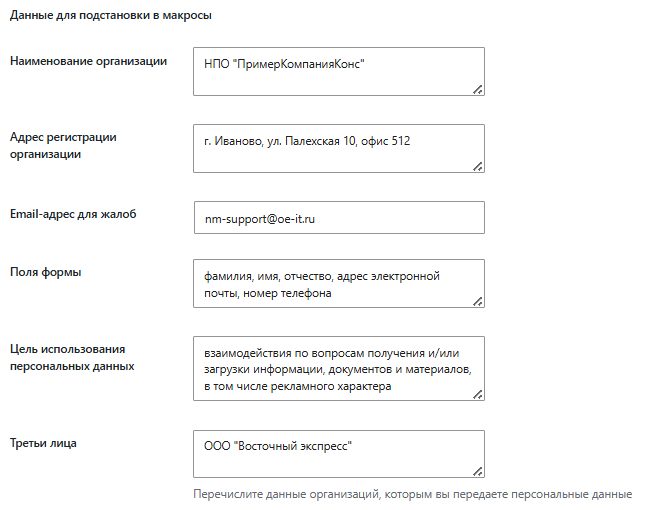 Данные для подстановки в макросы
Наименование организации
НПО "ПримерКомпанияКонс"
Адрес регистрации
организации
г. Иваново, ул. Палехская 10, офис 512
Email-адрес для жалоб
nm-support@oe-it.ru
Поля формы
фамилия, имя, отчество, адрес электронной
почты, номер телефона
Цель использования
персональных данных
взаимодействия по вопросам получения и/или
загрузки информации, документов и материалов,
в том числе рекламного характера
Третьи лица
ООО "Восточный экспресс"
Перечислите данные организаций, которым вы передаете персональные данные